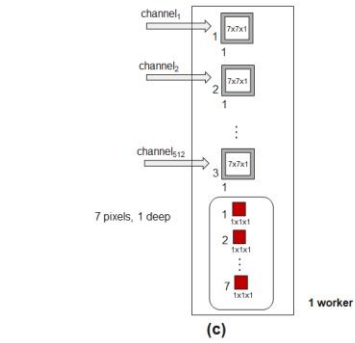 channel1
7x7x1
1
1
channel2
7x7x1
2
1
⋮
channel512
7x7x1
3
1
7 pixels, 1 deep
1
1x1x1
2
1x1x1
⋮
7
1x1x1
1 worker
(c)